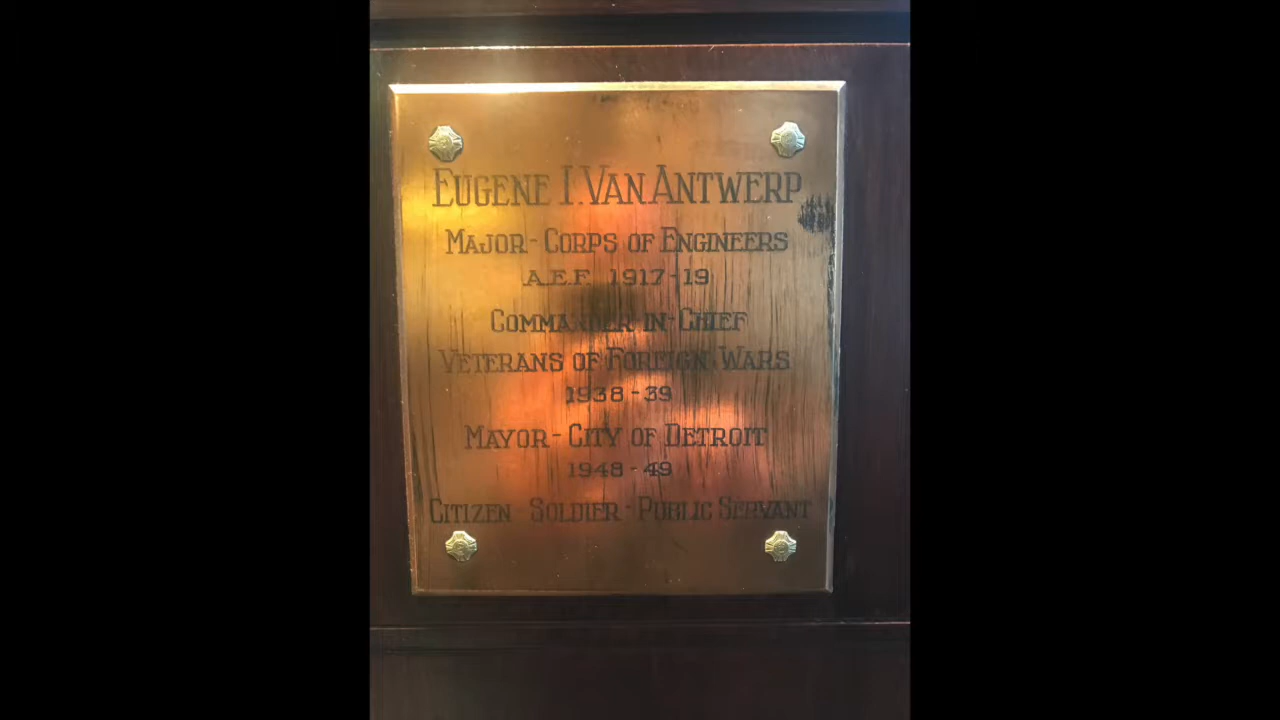 EUGENE I. VAN ANTWERP
MAJOR - CORPS OF ENGINEERS
A.E.F. 1917-19
COMMANDER-IN-CHIEF
VETERANS OF FOREIGN WARS
1938-39
MAYOR - CITY OF DETROIT
1948-49
CITIZEN - SOLDIER - PUBLIC SERVANT